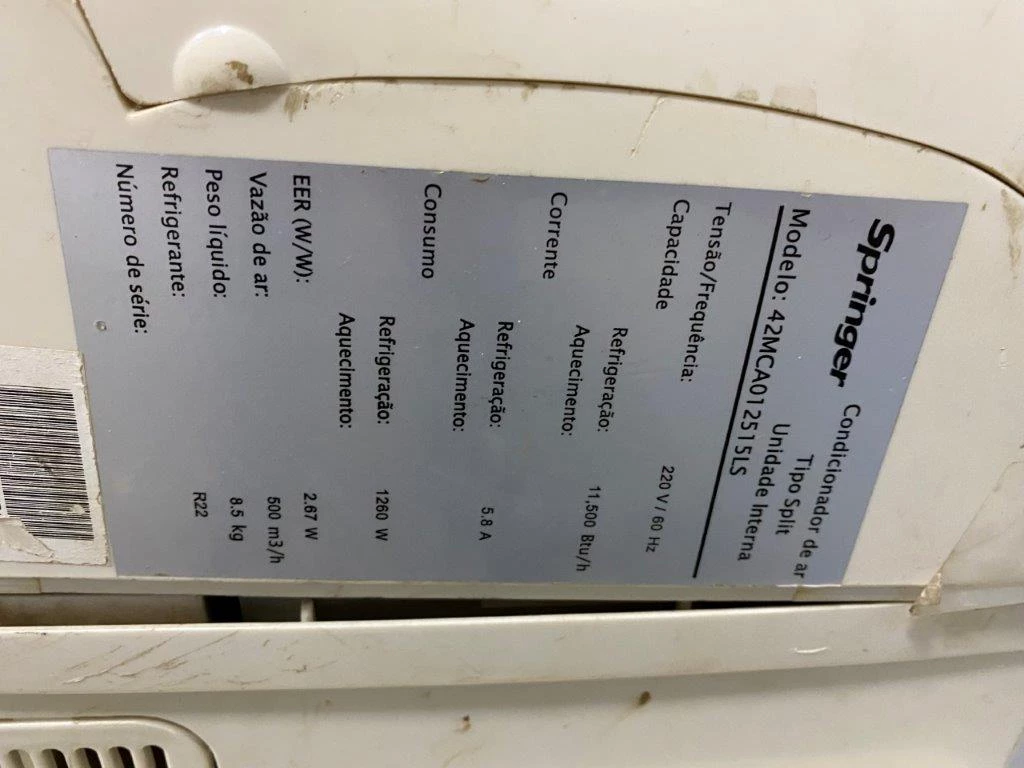 Springer Condicionador de ar
Tipo Split
Unidade Interna
Modelo: 42MCA012515LS
Tensão/Frequência: 220 V / 60 Hz
Capacidade
Refrigeração: 11,500 Btu/h
Aquecimento:
Corrente
Refrigeração: 5.8 A
Aquecimento:
Consumo
Refrigeração: 1260 W
Aquecimento:
EER (W/W): 2.67 W
Vazão de ar: 500 m3/h
Peso líquido: 8.5 kg
Refrigerante: R22
Número de série: